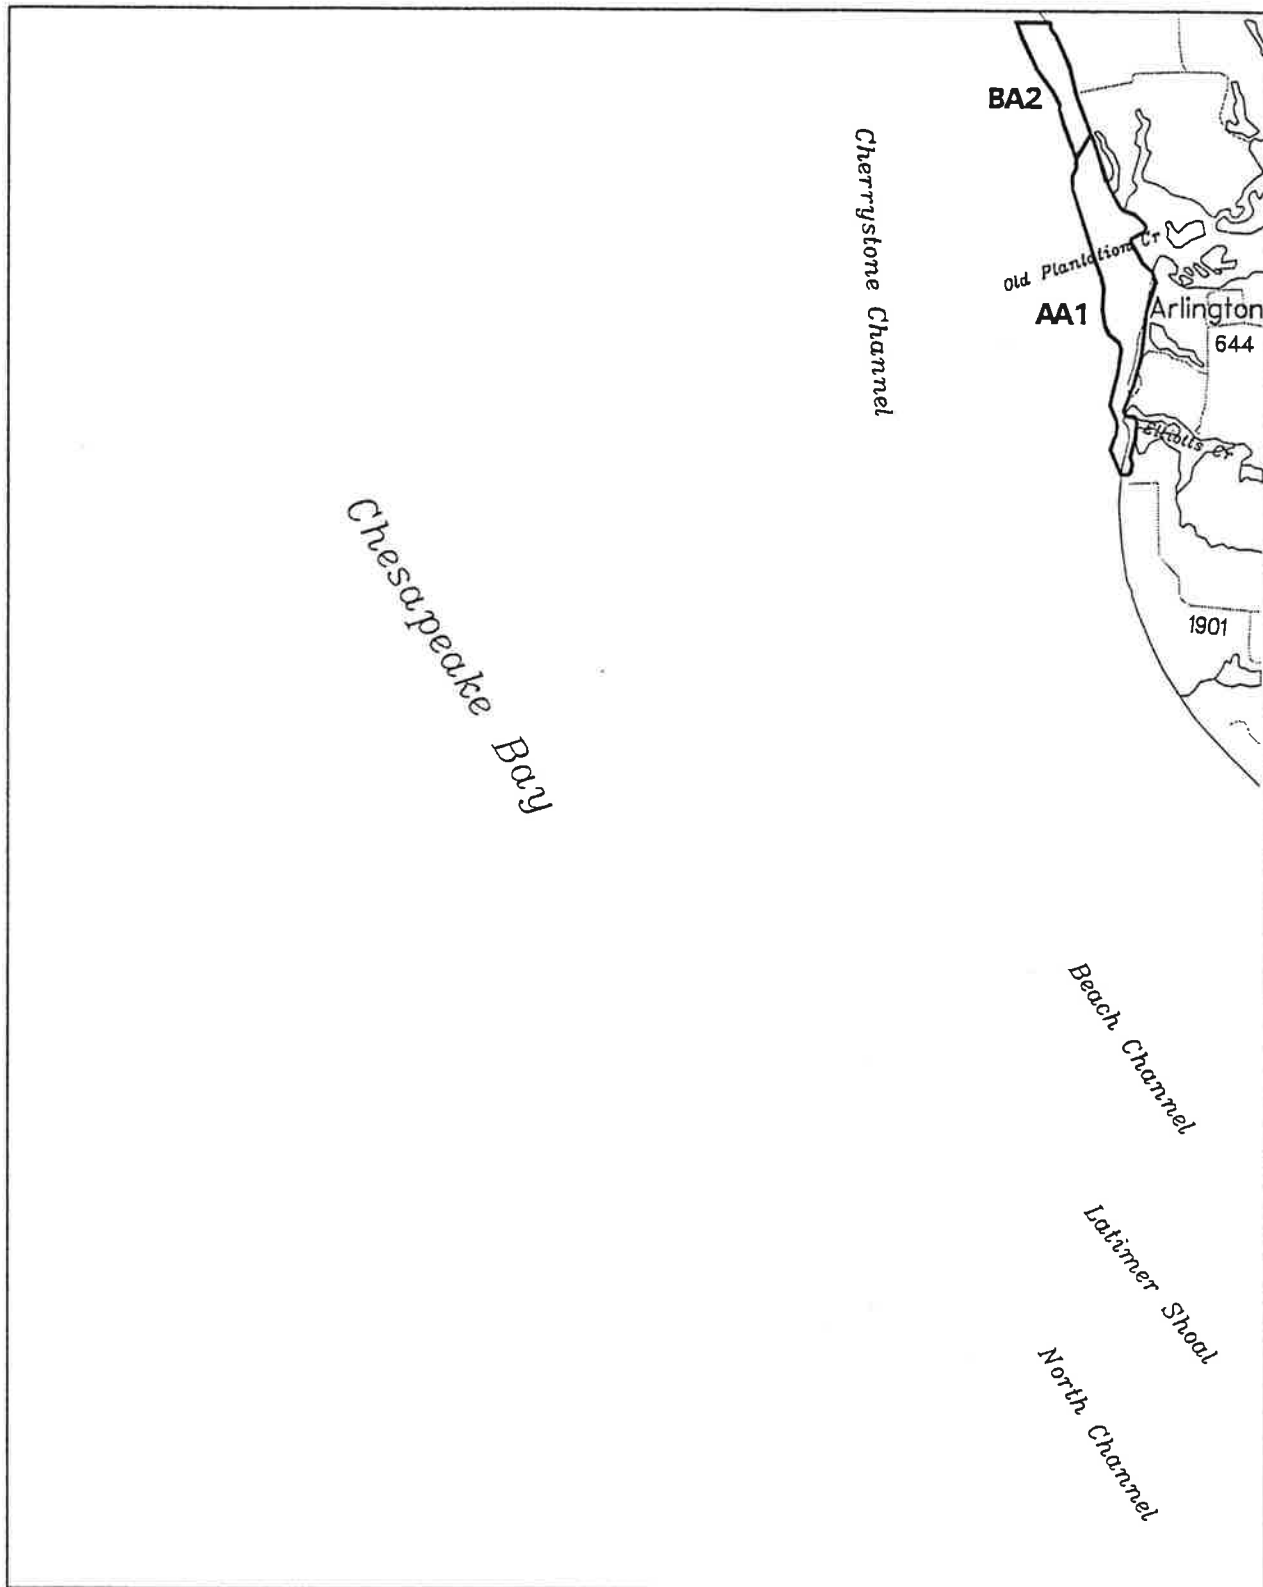 BA2
Cherrystone Channel
Old Plantation Cr
AA1
Arlington
644
Elliotts Cr
Chesapeake Bay
1901
Beach Channel
Latimer Shoal
North Channel